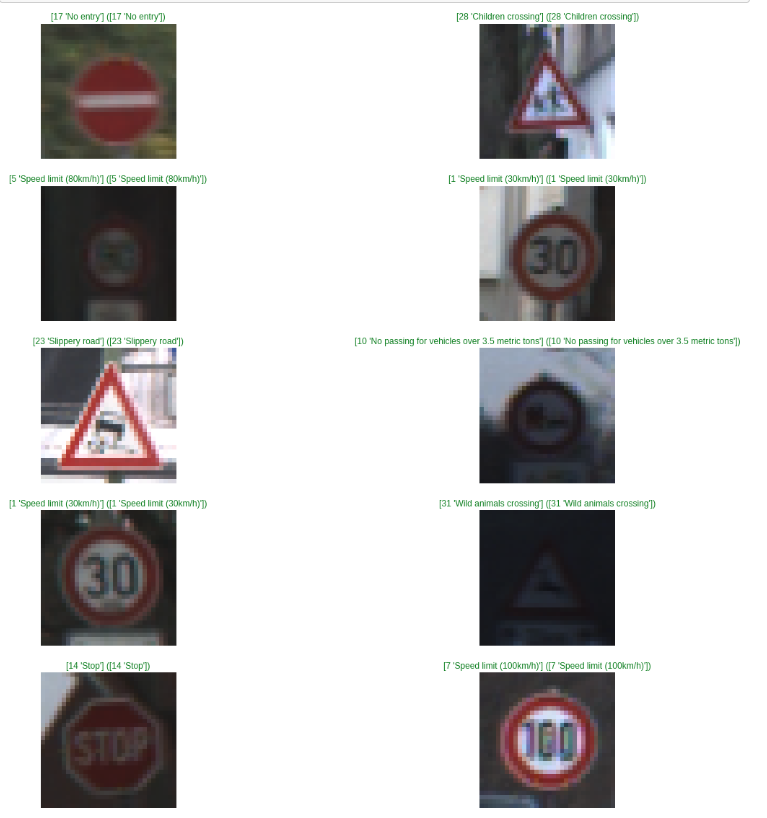 [17 'No entry'] ([17 'No entry'])
[28 'Children crossing'] ([28 'Children crossing'])
[5 'Speed limit (80km/h)'] ([5 'Speed limit (80km/h)'])
[1 'Speed limit (30km/h)'] ([1 'Speed limit (30km/h)'])
30
[23 'Slippery road'] ([23 'Slippery road'])
[10 'No passing for vehicles over 3.5 metric tons'] ([10 'No passing for vehicles over 3.5 metric tons'])
[1 'Speed limit (30km/h)'] ([1 'Speed limit (30km/h)'])
30
[31 'Wild animals crossing'] ([31 'Wild animals crossing'])
[14 'Stop'] ([14 'Stop'])
STOP
[7 'Speed limit (100km/h)'] ([7 'Speed limit (100km/h)'])
100